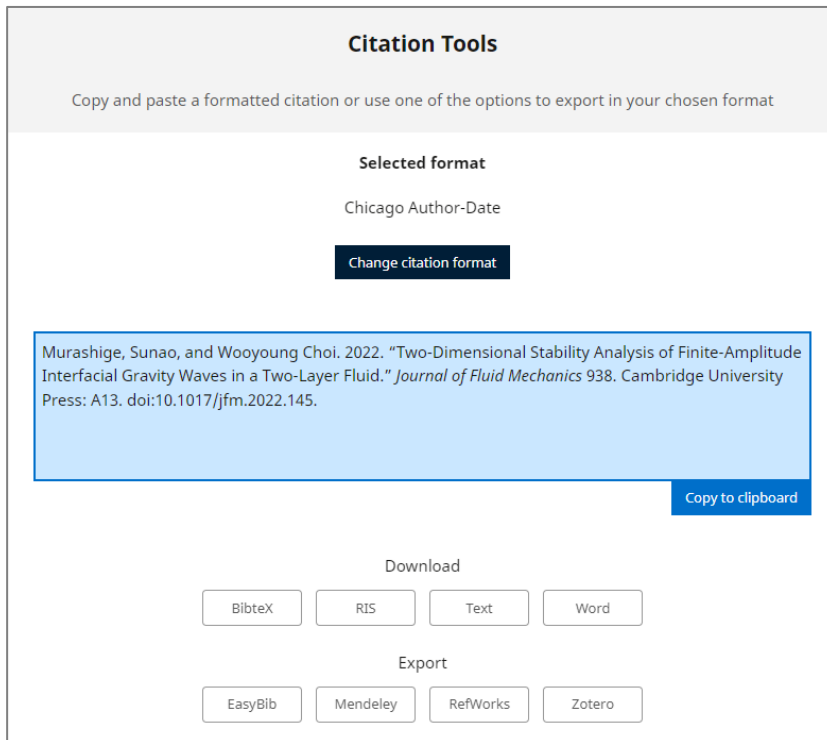 Citation Tools
Copy and paste a formatted citation or use one of the options to export in your chosen format
Selected format
Chicago Author-Date
Change citation format
Murashige, Sunao, and Wooyoung Choi. 2022. “Two-Dimensional Stability Analysis of Finite-Amplitude
Interfacial Gravity Waves in a Two-Layer Fluid.” Journal of Fluid Mechanics 938. Cambridge University
Press: A13. doi:10.1017/jfm.2022.145.
Copy to clipboard
Download
BibteX RIS Text Word
Export
EasyBib Mendeley RefWorks Zotero